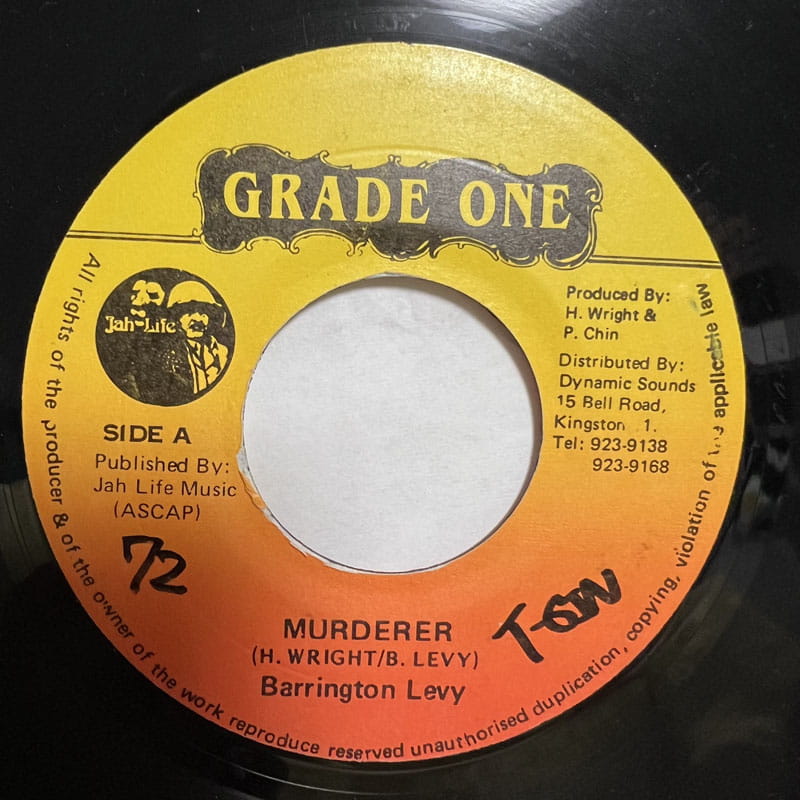 GRADE ONE
Jah Life
SIDE A
Published By:
Jah Life Music
(ASCAP)
72
Produced By:
H. Wright &
P. Chin
Distributed By:
Dynamic Sounds
15 Bell Road,
Kingston 1.
Tel: 923-9138
923-9168
MURDERER
(H. WRIGHT/B. LEVY)
Barrington Levy
All rights of the producer & of the owner of the work reproduce reserved unauthorised duplication, copying, violation of the applicable law